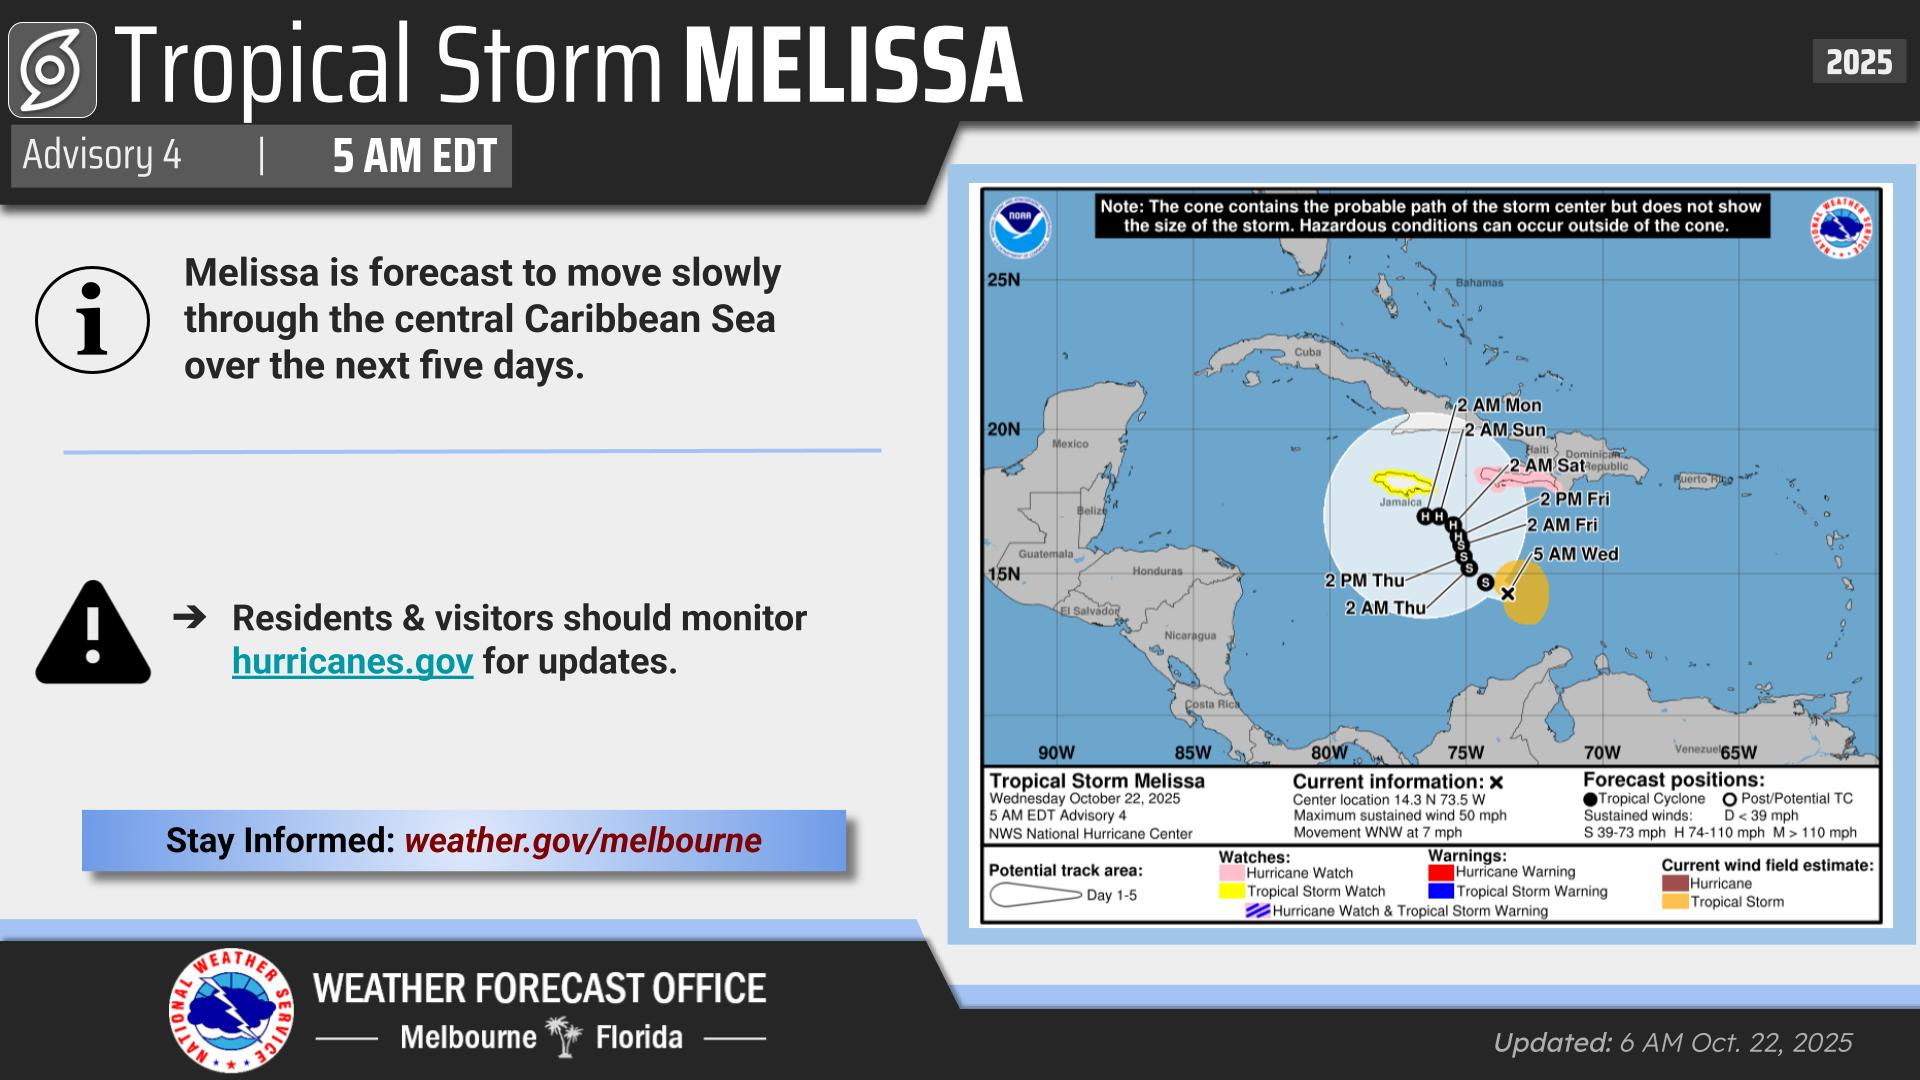 Tropical Storm MELISSA
2025
Advisory 4 | 5 AM EDT
Melissa is forecast to move slowly
through the central Caribbean Sea
over the next five days.
➔ Residents & visitors should monitor
hurricanes.gov for updates.
Stay Informed: weather.gov/melbourne
NOAA
Note: The cone contains the probable path of the storm center but does not show
the size of the storm. Hazardous conditions can occur outside of the cone.
NATIONAL WEATHER SERVICE
25N
Bahamas
Cuba
2 AM Mon
20N
2 AM Sun
Mexico
Haiti
Dominican
Republic
2 AM Sat
Puerto Rico
Jamaica
2 PM Fri
Belize
H H
H
2 AM Fri
H
S
Guatemala
S
5 AM Wed
Honduras
15N
S
2 PM Thu
S
2 AM Thu
El Salvador
Nicaragua
Costa Rica
90W 85W 80W 75W 70W 65W
Venezuel
Tropical Storm Melissa
Wednesday October 22, 2025
5 AM EDT Advisory 4
NWS National Hurricane Center
Current information: ×
Center location 14.3 N 73.5 W
Maximum sustained wind 50 mph
Movement WNW at 7 mph
Forecast positions:
Tropical Cyclone Post/Potential TC
Sustained winds: D < 39 mph
S 39-73 mph H 74-110 mph M > 110 mph
Potential track area:
Day 1-5
Watches:
Hurricane Watch
Tropical Storm Watch
Warnings:
Hurricane Warning
Tropical Storm Warning
Hurricane Watch & Tropical Storm Warning
Current wind field estimate:
Hurricane
Tropical Storm
NATIONAL WEATHER SERVICE
WEATHER FORECAST OFFICE
Melbourne Florida
Updated: 6 AM Oct. 22, 2025